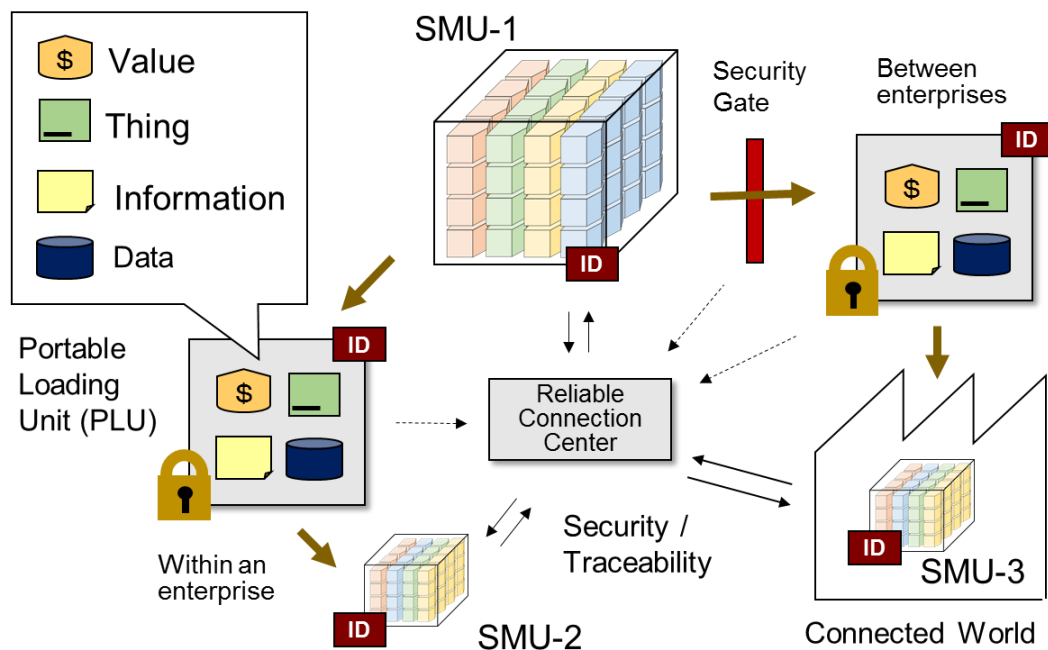 SMU-1
$
Value
Thing
Information
Data
Security
Gate
Between
enterprises
ID
$
ID
Portable
Loading
Unit (PLU)
ID
$
Reliable
Connection
Center
Security /
Traceability
Within an
enterprise
ID
SMU-2
ID
SMU-3
Connected World